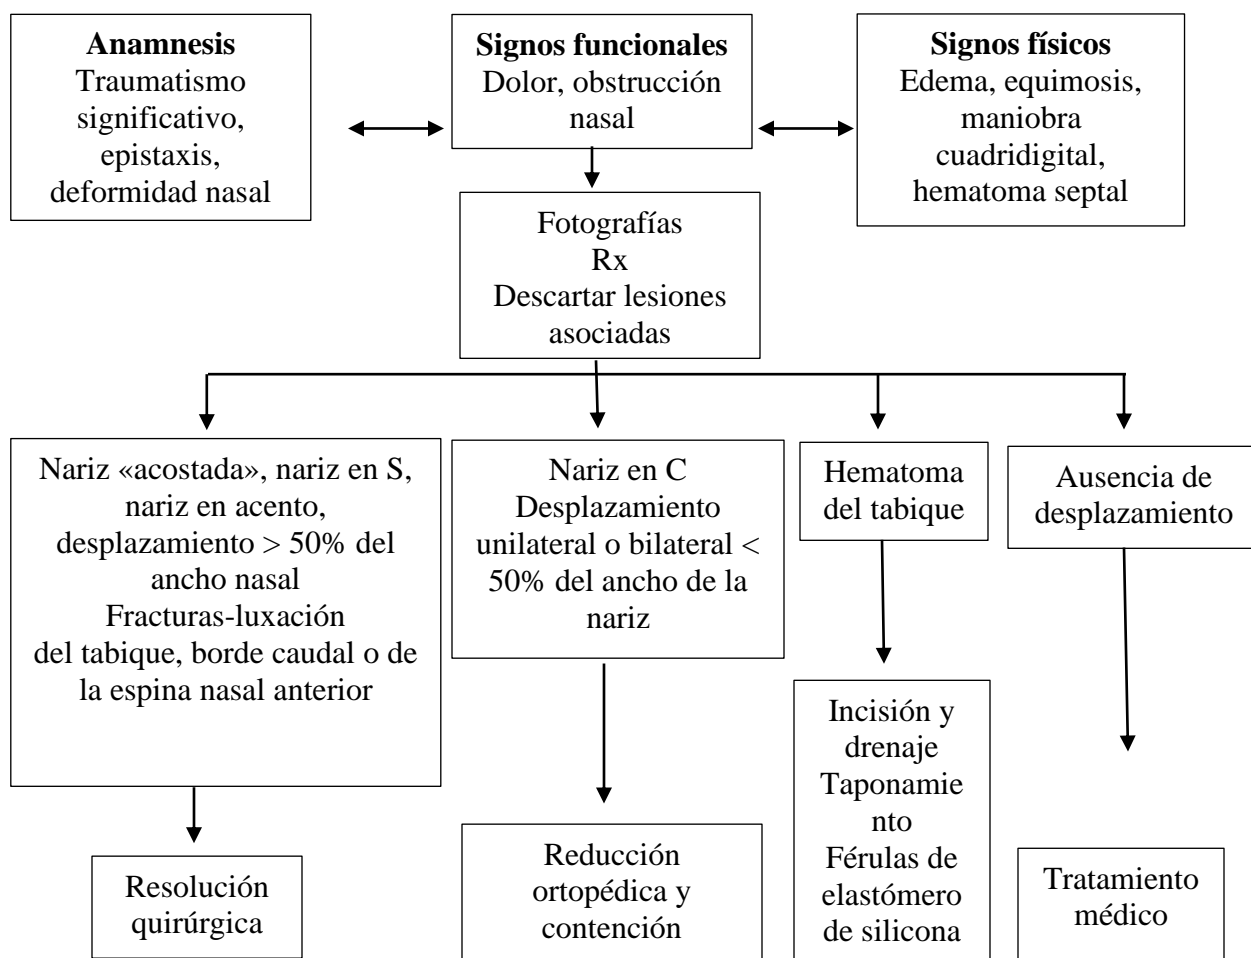 Anamnesis
Traumatismo
significativo,
epistaxis,
deformidad nasal
Signos funcionales
Dolor, obstrucción
nasal
Signos físicos
Edema, equimosis,
maniobra
cuadridigital,
hematoma septal
Fotografías
Rx
Descartar lesiones
asociadas
Nariz «acostada», nariz en S,
nariz en acento,
desplazamiento > 50% del
ancho nasal
Fracturas-luxación
del tabique, borde caudal o de
la espina nasal anterior
Nariz en C
Desplazamiento
unilateral o bilateral <
50% del ancho de la
nariz
Hematoma
del tabique
Ausencia de
desplazamiento
Resolución
quirúrgica
Reducción
ortopédica y
contención
Incisión y
drenaje
Taponamie
nto
Férulas de
elastómero
de silicona
Tratamiento
médico